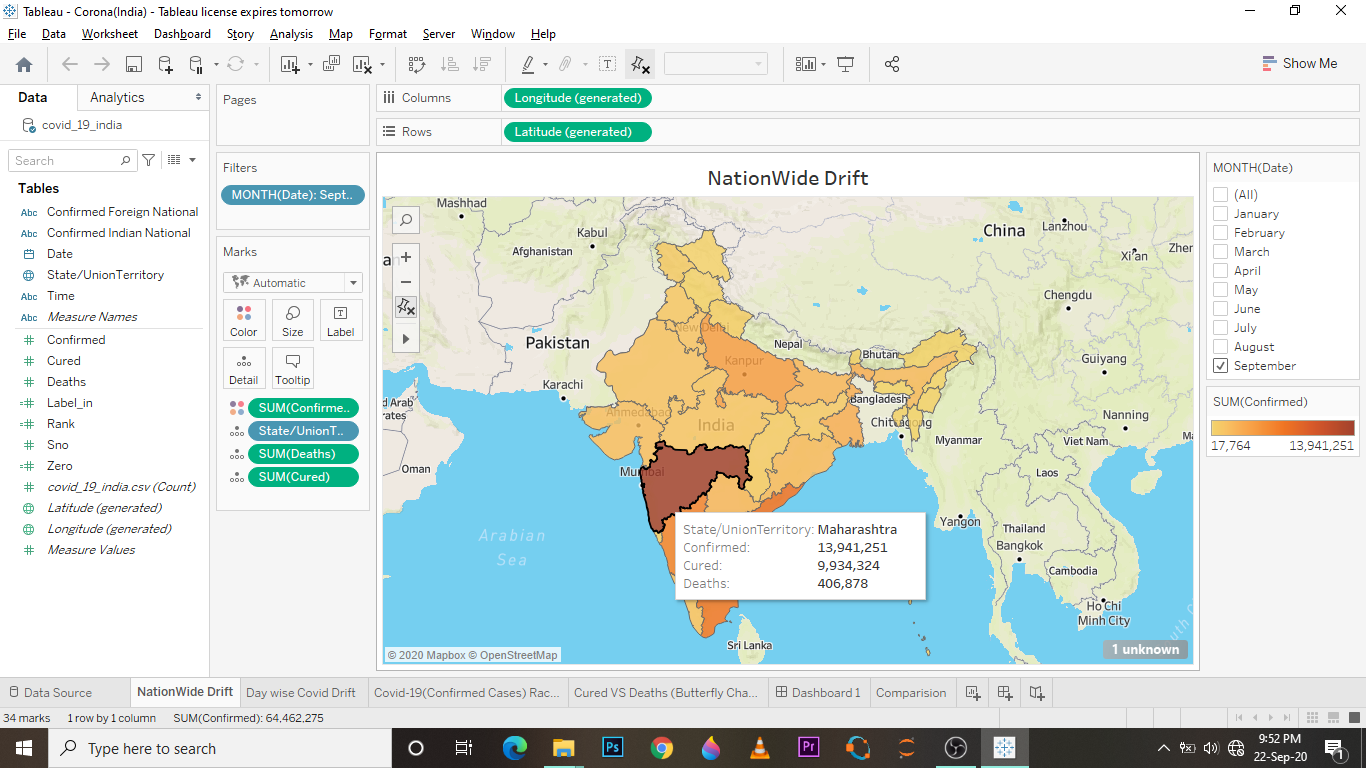 Tableau - Corona(India) - Tableau license expires tomorrow
File Data Worksheet Dashboard Story Analysis Map Format Server Window Help
Show Me
Data Analytics
covid_19_india
Search
Tables
Abc Confirmed Foreign National
Abc Confirmed Indian National
Date
State/UnionTerritory
Abc Time
Abc Measure Names
Confirmed
Cured
Deaths
Label_in
Rank
Sno
Zero
covid_19_india.csv (Count)
Latitude (generated)
Longitude (generated)
Measure Values
Pages
Filters
MONTH(Date): Sept..
Marks
Automatic
Color Size Label
Detail Tooltip
SUM(Confirme..
State/UnionT..
SUM(Deaths)
SUM(Cured)
Columns Longitude (generated)
Rows Latitude (generated)
NationWide Drift
Mashhad
Kabul
Afghanistan
China
Lanzhou
Xi'an
Zher
an
Chengdu
New Delhi
Pakistan
Nepal
Bhutan
Kanpur
Guiyang
Karachi
d Arab
rates
Bangladesh
Ahmedabad
India
Chittagong
Nanning
Myanmar
Viet Nam
Ma
Oman
Mumbai
Laos
Arabian
Sea
Yangon
Thailand
Bangkok
Cambodia
Ho Chi
Minh City
Sri Lanka
outh C
State/UnionTerritory: Maharashtra
Confirmed: 13,941,251
Cured: 9,934,324
Deaths: 406,878
1 unknown
© 2020 Mapbox © OpenStreetMap
MONTH(Date)
(All)
January
February
March
April
May
June
July
August
September
SUM(Confirmed)
17,764 13,941,251
Data Source NationWide Drift Day wise Covid Drift Covid-19(Confirmed Cases) Rac... Cured VS Deaths (Butterfly Cha... Dashboard 1 Comparision
34 marks 1 row by 1 column SUM(Confirmed): 64,462,275
Type here to search
Ps
Pr
9:52 PM
22-Sep-20
1